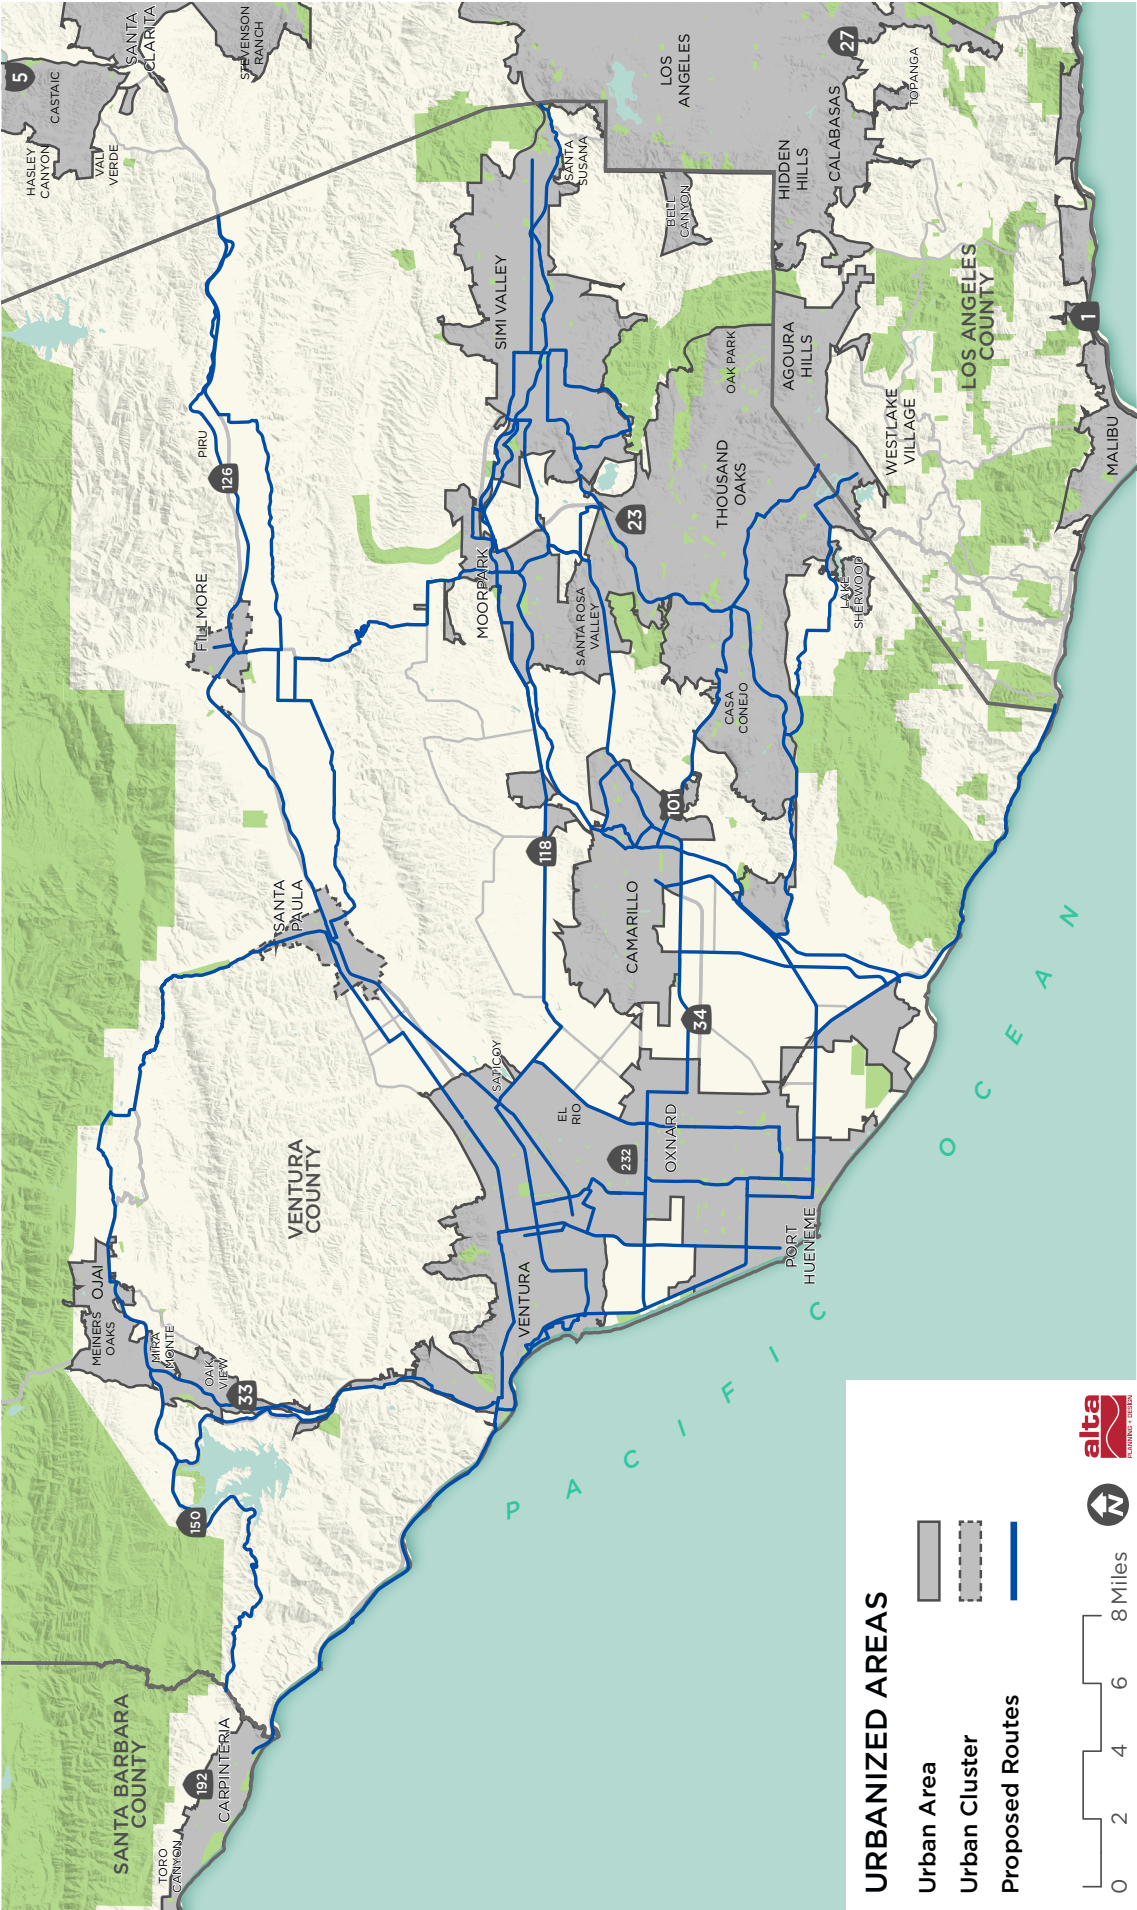 SANTA BARBARA
COUNTY
TORO
CANYON
192
CARPINTERIA
150
MEINERS
OAKS
OJAI
MIRA
MONTE
OAK
VIEW
33
VENTURA
COUNTY
VENTURA
SANTA
PAULA
SATICOY
EL
RIO
232
OXNARD
PORT
HUENEME
34
CAMARILLO
118
101
FILLMORE
126
PIRU
MOORPARK
SANTA ROSA
VALLEY
CASA
CONEJO
23
THOUSAND
OAKS
LAKE
SHERWOOD
WESTLAKE
VILLAGE
OAK PARK
AGOURA
HILLS
SIMI VALLEY
SANTA
SUSANA
BELL
CANYON
HIDDEN
HILLS
CALABASAS
LOS
ANGELES
27
TOPANGA
LOS ANGELES
COUNTY
1
MALIBU
HASLEY
CANYON
CASTAIC
5
VAL
VERDE
SANTA
CLARITA
STEVENSON
RANCH
PACIFIC OCEAN
URBANIZED AREAS
Urban Area
Urban Cluster
Proposed Routes
0 2 4 6 8 Miles
N
alta
PLANNING + DESIGN